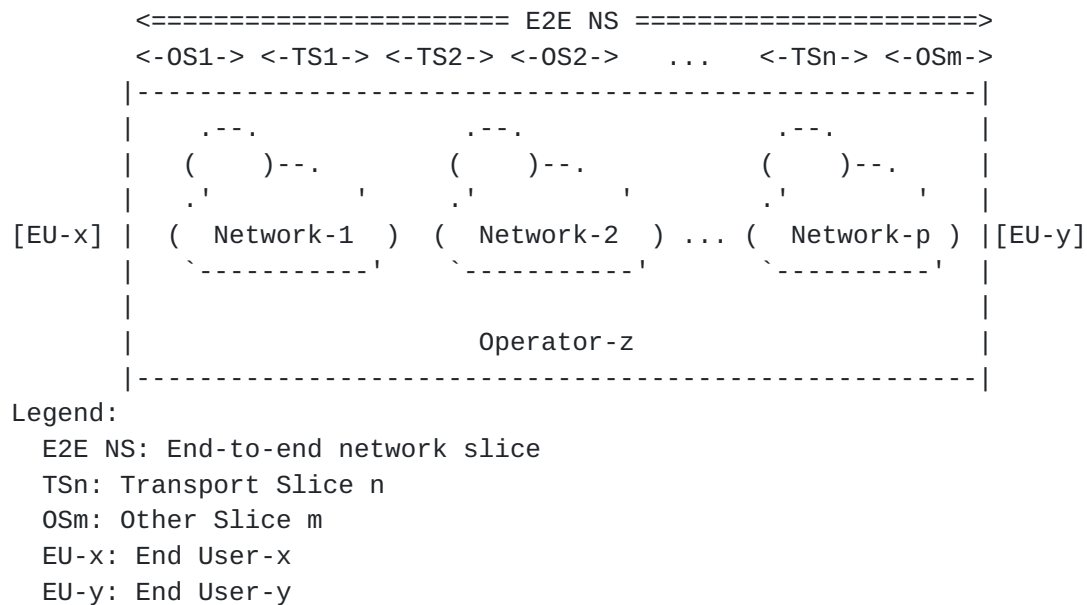 <======================= E2E NS ======================>
<-OS1-> <-TS1-> <-TS2-> <-OS2->   ...   <-TSn-> <-OSm->
|------------------------------------------------------|
|    .--.             .--.                .--.         |
|   (    )--.        (    )--.           (    )--.     |
|   .'         '     .'         '        .'        '   |
[EU-x] |  (  Network-1  )  (  Network-2  ) ... (  Network-p ) |[EU-y]
|   `-----------'    `-----------'       `----------'  |
|                                                      |
|                     Operator-z                       |
|------------------------------------------------------|
Legend:
E2E NS: End-to-end network slice
TSn: Transport Slice n
OSm: Other Slice m
EU-x: End User-x
EU-y: End User-y